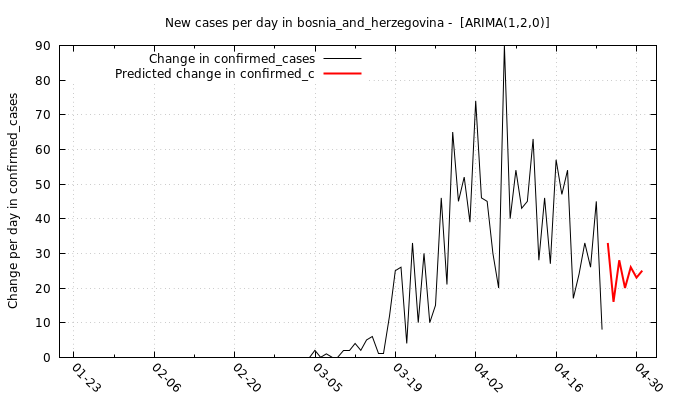 New cases per day in bosnia_and_herzegovina - [ARIMA(1,2,0)]
Change in confirmed_cases
Predicted change in confirmed_c
Change per day in confirmed_cases
90
80
70
60
50
40
30
20
10
0
01-23 02-06 02-20 03-05 03-19 04-02 04-16 04-30